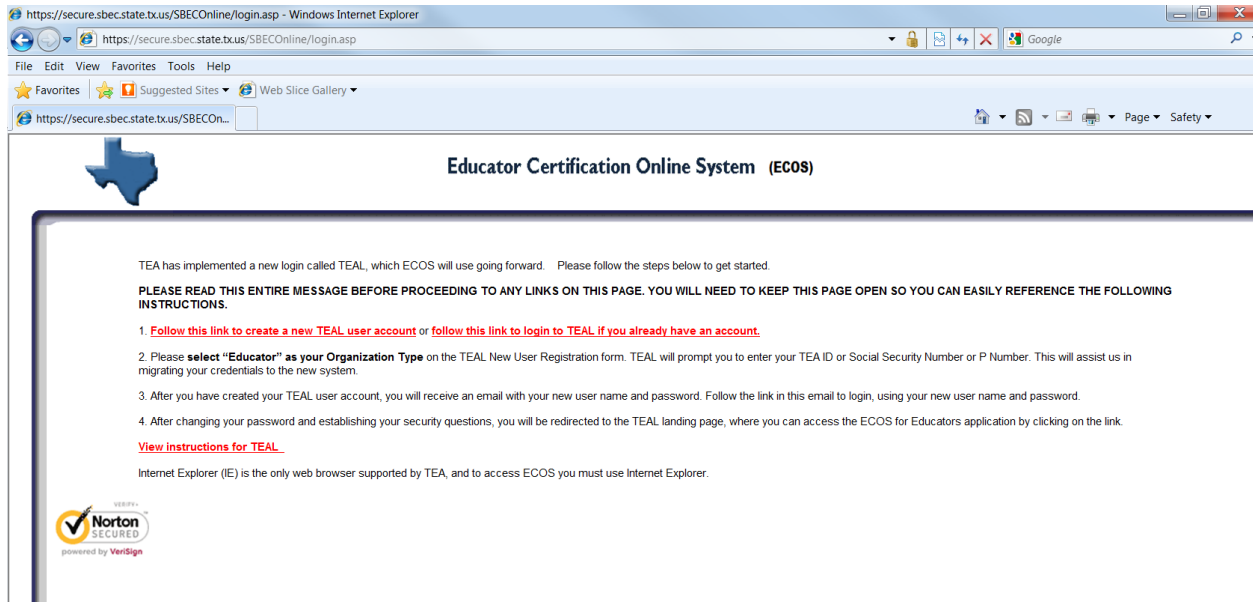 https://secure.sbec.state.tx.us/SBECOnline/login.asp - Windows Internet Explorer
https://secure.sbec.state.tx.us/SBECOnline/login.asp
Google
File Edit View Favorites Tools Help
Favorites Suggested Sites Web Slice Gallery
https://secure.sbec.state.tx.us/SBECOn...
Page Safety
Educator Certification Online System (ECOS)
TEA has implemented a new login called TEAL, which ECOS will use going forward. Please follow the steps below to get started.
PLEASE READ THIS ENTIRE MESSAGE BEFORE PROCEEDING TO ANY LINKS ON THIS PAGE. YOU WILL NEED TO KEEP THIS PAGE OPEN SO YOU CAN EASILY REFERENCE THE FOLLOWING
INSTRUCTIONS.
1. Follow this link to create a new TEAL user account or follow this link to login to TEAL if you already have an account.
2. Please select “Educator” as your Organization Type on the TEAL New User Registration form. TEAL will prompt you to enter your TEA ID or Social Security Number or P Number. This will assist us in
migrating your credentials to the new system.
3. After you have created your TEAL user account, you will receive an email with your new user name and password. Follow the link in this email to login, using your new user name and password.
4. After changing your password and establishing your security questions, you will be redirected to the TEAL landing page, where you can access the ECOS for Educators application by clicking on the link.
View instructions for TEAL
Internet Explorer (IE) is the only web browser supported by TEA, and to access ECOS you must use Internet Explorer.
VERIFY
Norton
SECURED
powered by VeriSign